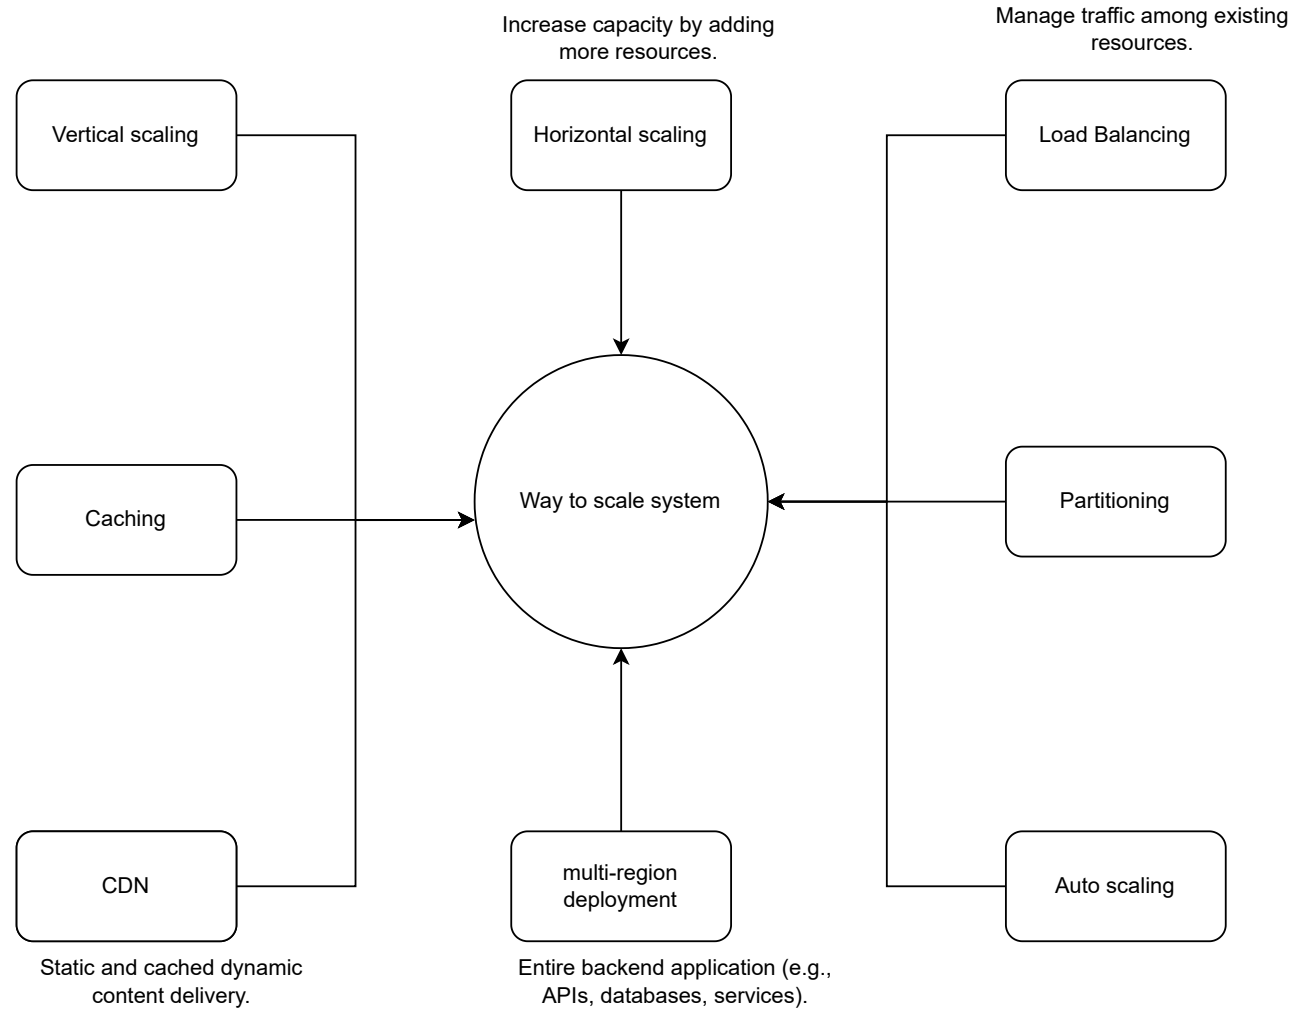 Increase capacity by adding
more resources.
Manage traffic among existing
resources.
Vertical scaling
Horizontal scaling
Load Balancing
Caching
Way to scale system
Partitioning
CDN
multi-region
deployment
Auto scaling
Static and cached dynamic
content delivery.
Entire backend application (e.g.,
APIs, databases, services).